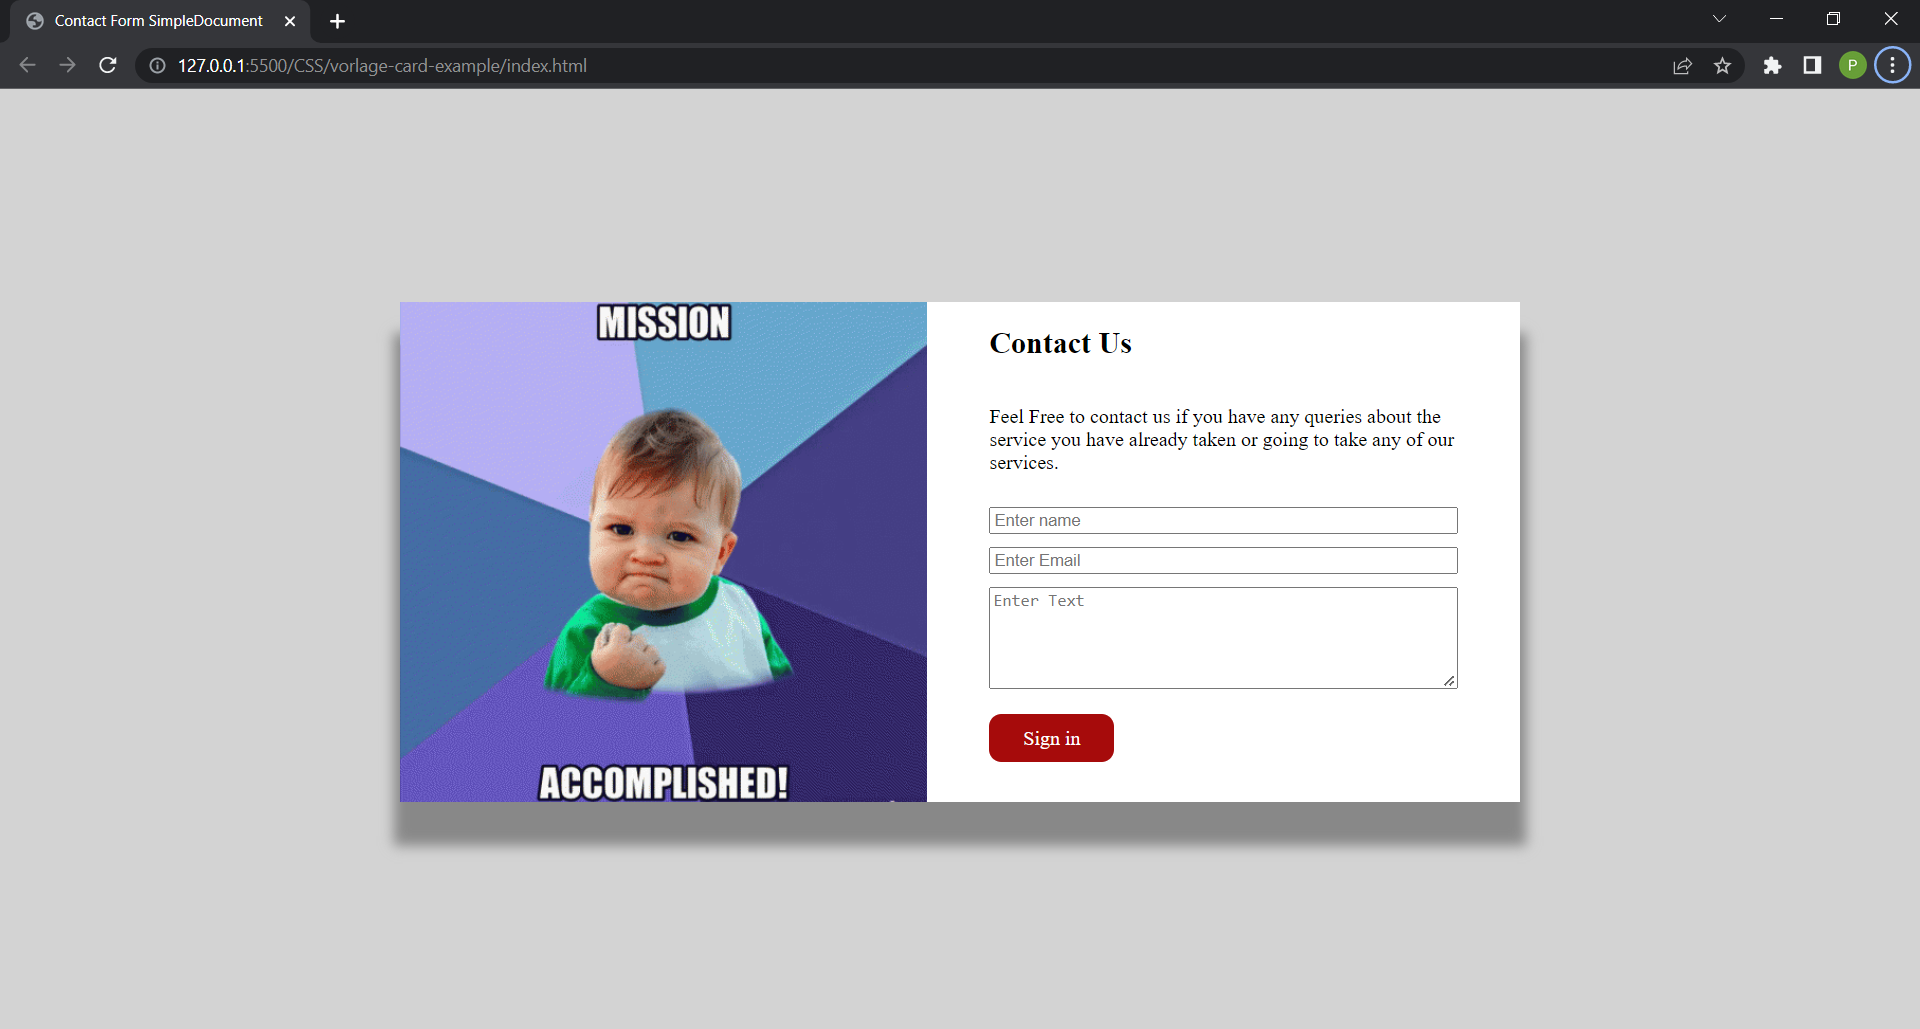 Contact Form SimpleDocument
127.0.0.1:5500/CSS/vorlage-card-example/index.html
P
MISSION
ACCOMPLISHED!
Contact Us
Feel Free to contact us if you have any queries about the
service you have already taken or going to take any of our
services.
Enter name
Enter Email
Enter Text
Sign in